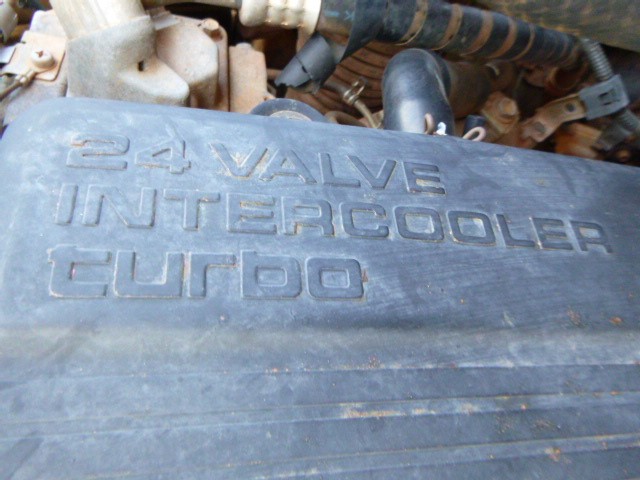 24 VALVE
INTERCOOLER
turbo